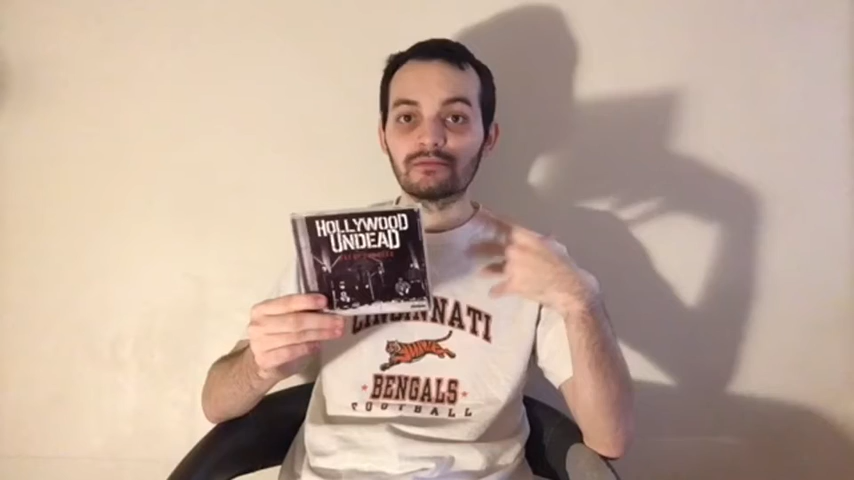 HOLLYWOOD
UNDEAD
CINCINNATI
BENGALS
FOOTBALL